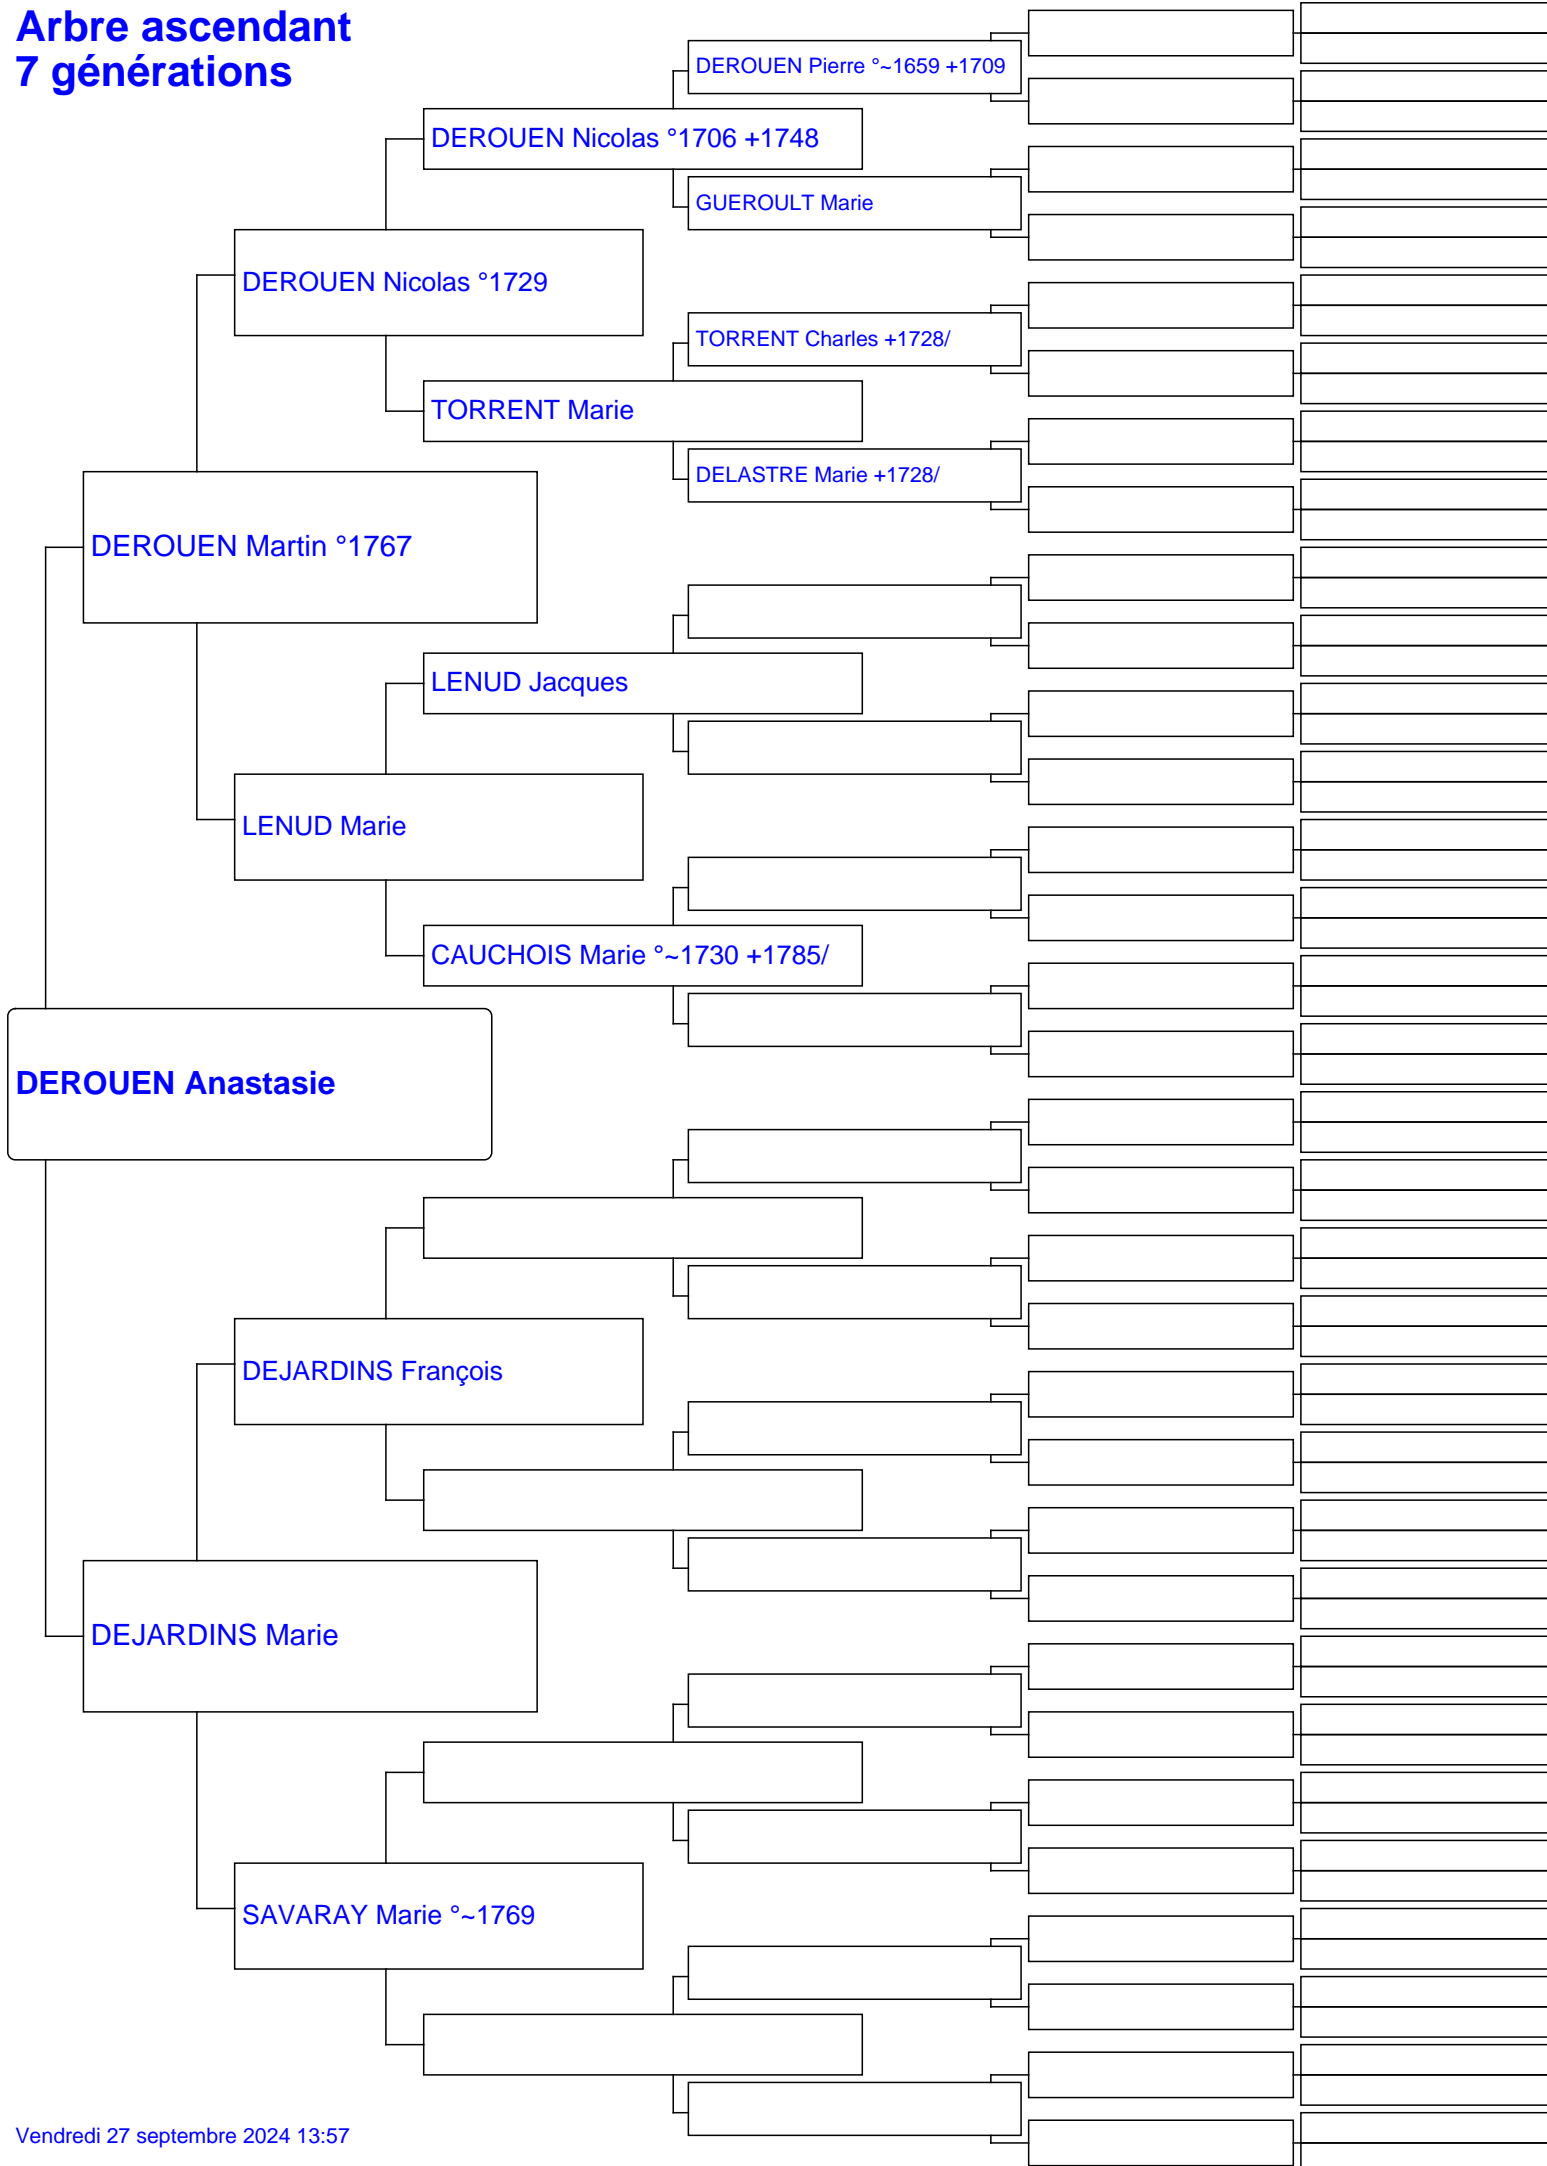 Arbre ascendant
7 générations
DEROUEN Pierre °~1659 +1709
DEROUEN Nicolas °1706 +1748
GUEROULT Marie
DEROUEN Nicolas °1729
TORRENT Charles +1728/
TORRENT Marie
DELASTRE Marie +1728/
DEROUEN Martin °1767
LENUD Jacques
LENUD Marie
CAUCHOIS Marie °~1730 +1785/
DEROUEN Anastasie
DEJARDINS François
DEJARDINS Marie
SAVARAY Marie °~1769
Vendredi 27 septembre 2024 13:57